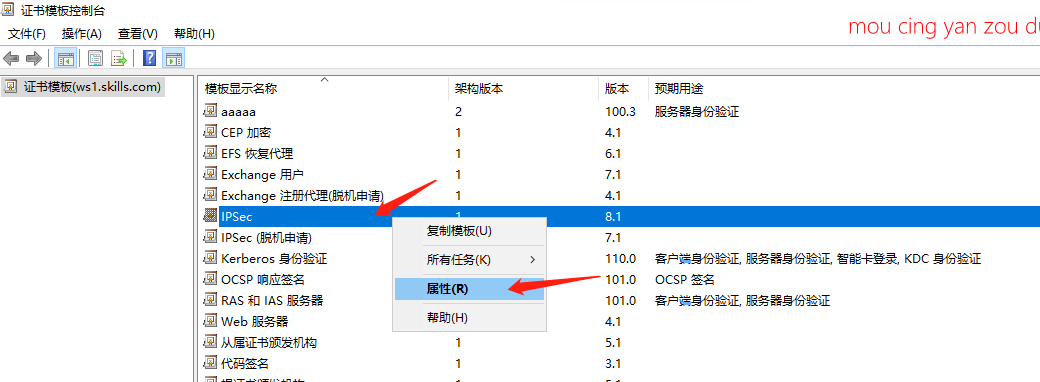 证书模板控制台
文件(F) 操作(A) 查看(V) 帮助(H)
mou cing yan zou du
证书模板(ws1.skills.com)
模板显示名称 架构版本 版本 预期用途
aaaaa 2 100.3 服务器身份验证
CEP 加密 1 4.1
EFS 恢复代理 1 6.1
Exchange 用户 1 7.1
Exchange 注册代理(脱机申请) 1 4.1
IPSec 1 8.1
IPSec (脱机申请) 7.1
Kerberos 身份验证 110.0 客户端身份验证, 服务器身份验证, 智能卡登录, KDC 身份验证
OCSP 响应签名 101.0 OCSP 签名
RAS 和 IAS 服务器 101.0 客户端身份验证, 服务器身份验证
Web 服务器 4.1
从属证书颁发机构 1 5.1
代码签名 1 3.1
复制模板(U)
所有任务(K)
属性(R)
帮助(H)